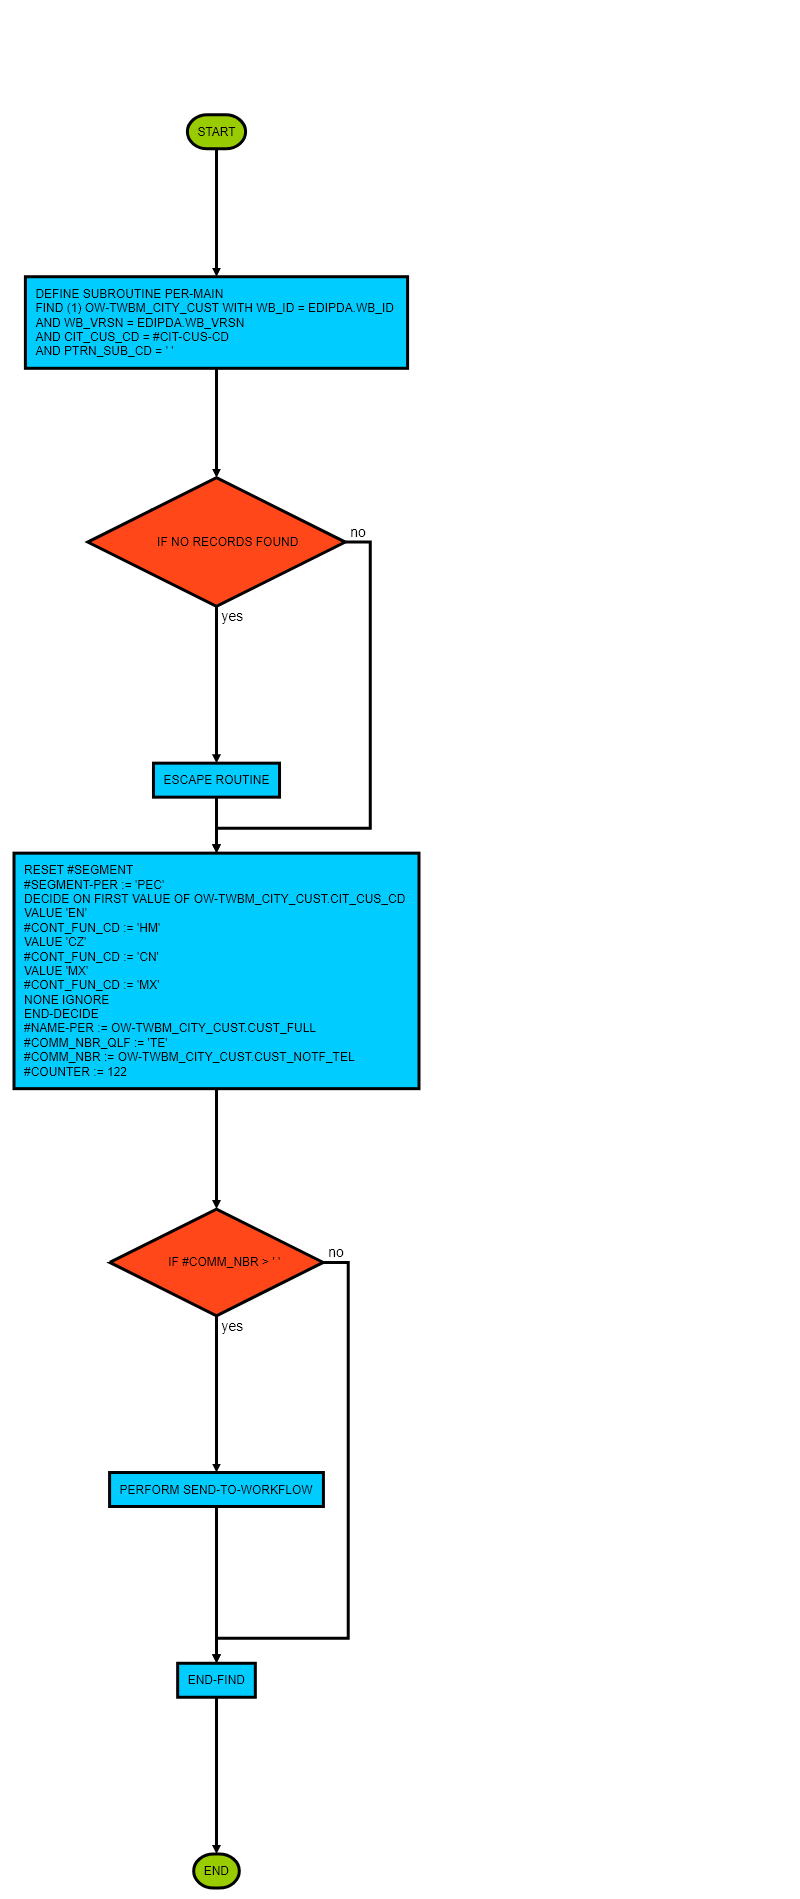 START
DEFINE SUBROUTINE PER-MAIN
FIND (1) OW-TWBM_CITY_CUST WITH WB_ID = EDIPDA.WB_ID
AND WB_VRSN = EDIPDA.WB_VRSN
AND CIT_CUS_CD = #CIT-CUS-CD
AND PTRN_SUB_CD = ' '
IF NO RECORDS FOUND
no
yes
ESCAPE ROUTINE
RESET #SEGMENT
#SEGMENT-PER := 'PEC'
DECIDE ON FIRST VALUE OF OW-TWBM_CITY_CUST.CIT_CUS_CD
VALUE 'EN'
#CONT_FUN_CD := 'HM'
VALUE 'CZ'
#CONT_FUN_CD := 'CN'
VALUE 'MX'
#CONT_FUN_CD := 'MX'
NONE IGNORE
END-DECIDE
#NAME-PER := OW-TWBM_CITY_CUST.CUST_FULL
#COMM_NBR_QLF := 'TE'
#COMM_NBR := OW-TWBM_CITY_CUST.CUST_NOTF_TEL
#COUNTER := 122
IF #COMM_NBR > ' '
no
yes
PERFORM SEND-TO-WORKFLOW
END-FIND
END